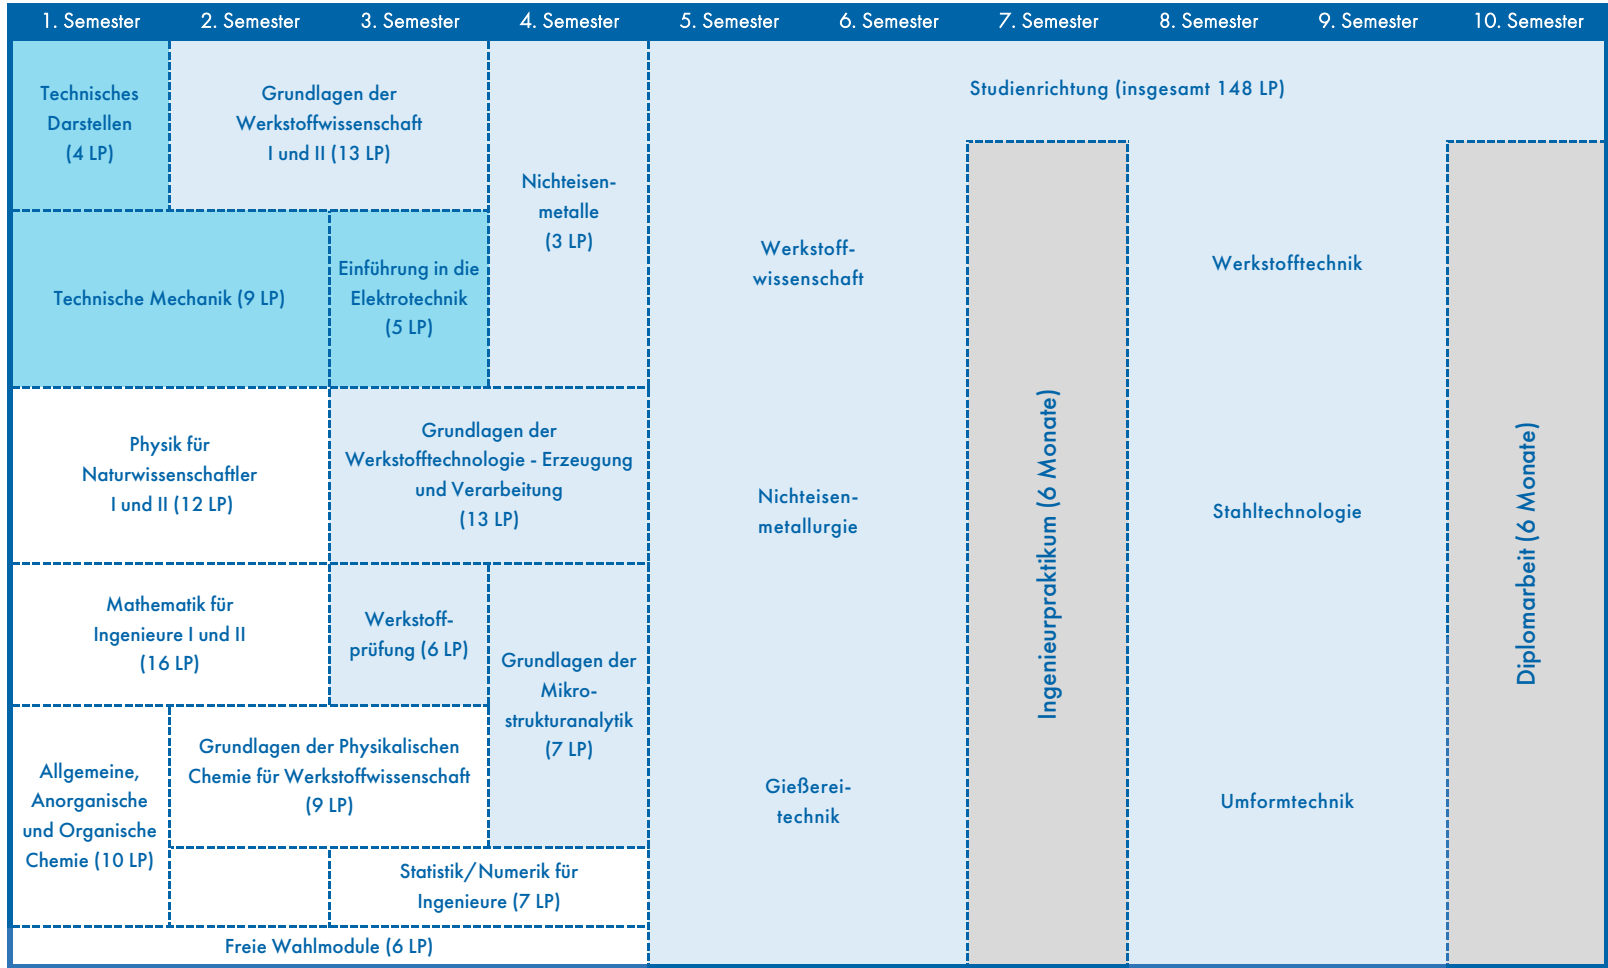 1. Semester
2. Semester
3. Semester
4. Semester
5. Semester
6. Semester
7. Semester
8. Semester
9. Semester
10. Semester
Technisches
Darstellen
(4 LP)
Grundlagen der
Werkstoffwissenschaft
I und II (13 LP)
Nichteisen-
metalle
(3 LP)
Technische Mechanik (9 LP)
Einführung in die
Elektrotechnik
(5 LP)
Physik für
Naturwissenschaftler
I und II (12 LP)
Grundlagen der
Werkstofftechnologie - Erzeugung
und Verarbeitung
(13 LP)
Mathematik für
Ingenieure I und II
(16 LP)
Werkstoff-
prüfung (6 LP)
Grundlagen der
Mikro-
strukturanalytik
(7 LP)
Allgemeine,
Anorganische
und Organische
Chemie (10 LP)
Grundlagen der Physikalischen
Chemie für Werkstoffwissenschaft
(9 LP)
Statistik/Numerik für
Ingenieure (7 LP)
Freie Wahlmodule (6 LP)
Studienrichtung (insgesamt 148 LP)
Werkstoff-
wissenschaft
Werkstofftechnik
Nichteisen-
metallurgie
Stahltechnologie
Gießerei-
technik
Umformtechnik
Ingenieurpraktikum (6 Monate)
Diplomarbeit (6 Monate)